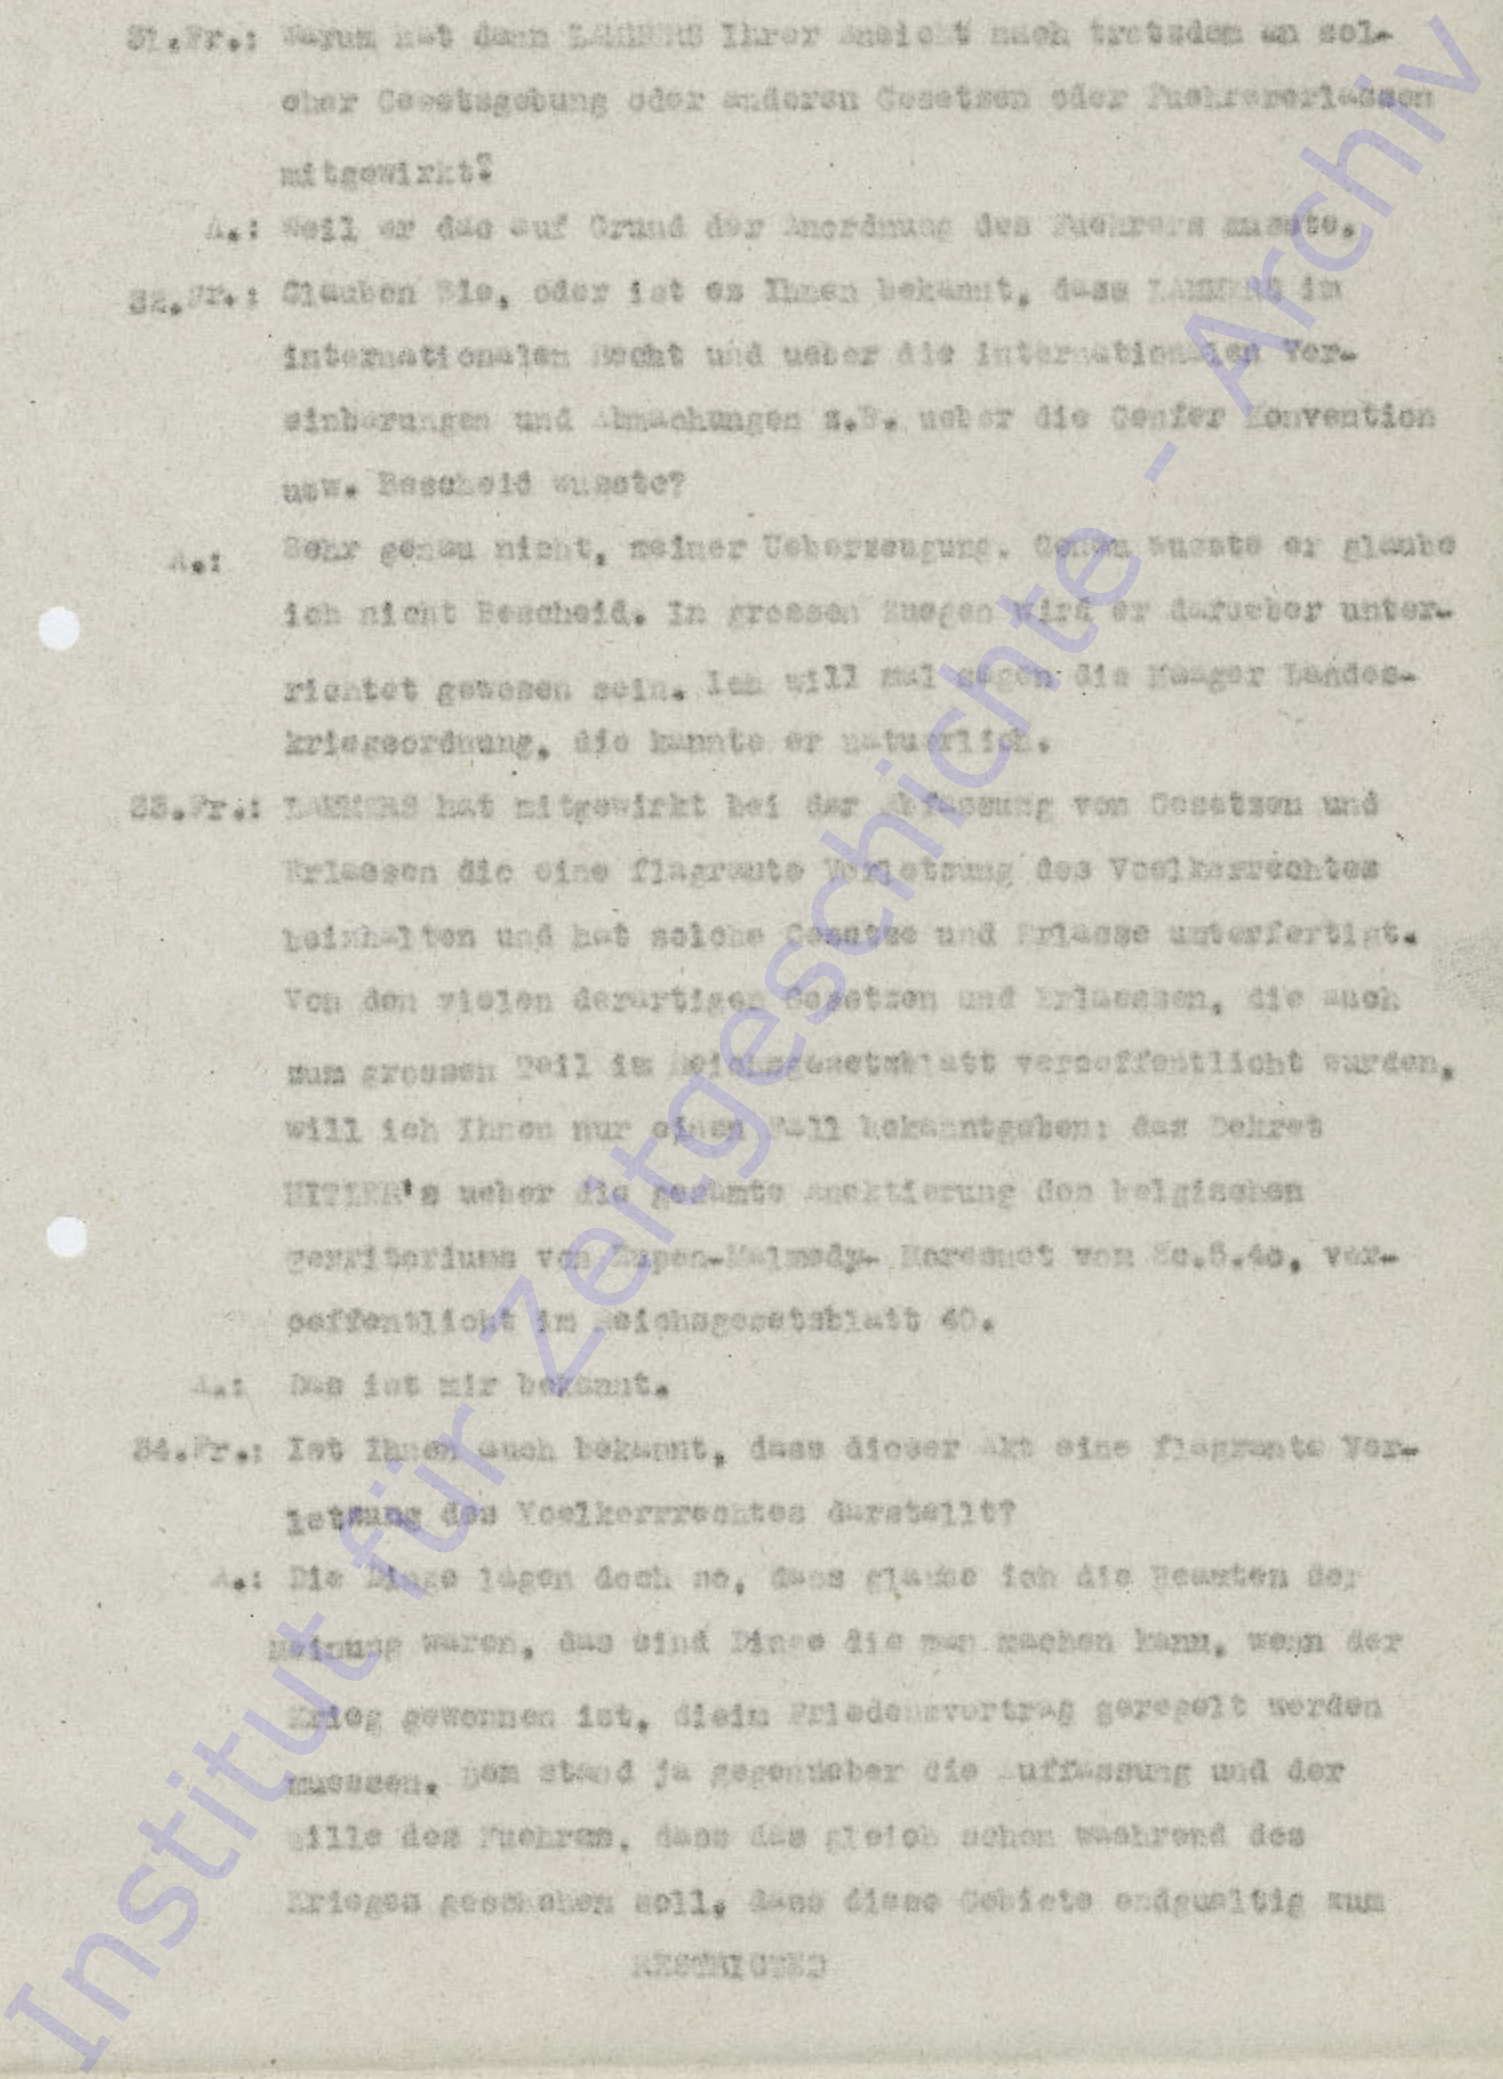 31.Fr.: Warum hat dann LAMMERS Ihrer Ansicht nach trotzdem an sol-
cher Gesetzgebung oder anderen Gesetzen oder Fuehrererlassen
mitgewirkt?
A.: Weil er das auf Grund der Anordnung des Fuehrers musste.
32.Fr.: Glauben Sie, oder ist es Ihnen bekannt, dass LAMMERS im
internationalen Recht und ueber die internationalen Ver-
einbarungen und Abmachungen z.B. ueber die Genfer Konvention
usw. Bescheid wusste?
A.: Sehr genau nicht, meiner Ueberzeugung. Genau wusste er glaube
ich nicht Bescheid. In grossen Zuegen wird er darueber unter-
richtet gewesen sein. Ich will mal sagen die Haager Landes-
kriegsordnung, die kannte er natuerlich.
33.Fr.: LAMMERS hat mitgewirkt bei der Abfassung von Gesetzen und
Erlassen die eine flagrante Verletzung des Voelkerrechtes
beinhalten und hat solche Gesetze und Erlasse unterfertigt.
Von den vielen derartigen Gesetzen und Erlaessen, die auch
zum grossen Teil im Reichsgesetzblatt veroeffentlicht wurden,
will ich Ihnen nur einen Fall bekanntgeben: das Dekret
HITLER's ueber die gesamte Anektierung des belgischen
Territoriums von Eupen-Malmedy- Moresnet vom 5.40, ver-
oeffentlicht im Reichsgesetzblatt 40.
A.: Das ist mir bekannt.
34.Fr.: Ist Ihnen auch bekannt, dass dieser Akt eine flagrante Ver-
letzung des Voelkerrrechtes darstellt?
A.: Die Dinge lagen doch so, dass glaube ich die Beamten der
Meinung waren, das sind Dinge die man machen kann, wenn der
Krieg gewonnen ist, dieim Friedensvertrag geregelt werden
muessen. Dem stand ja gegenueber die Auffassung und der
Wille des Fuehrers, dass das gleich schon waehrend des
Krieges geschehen soll, dass diese Gebiete endgueltig zum
RESTRICTED
Institut für Zeitgeschichte - Archiv